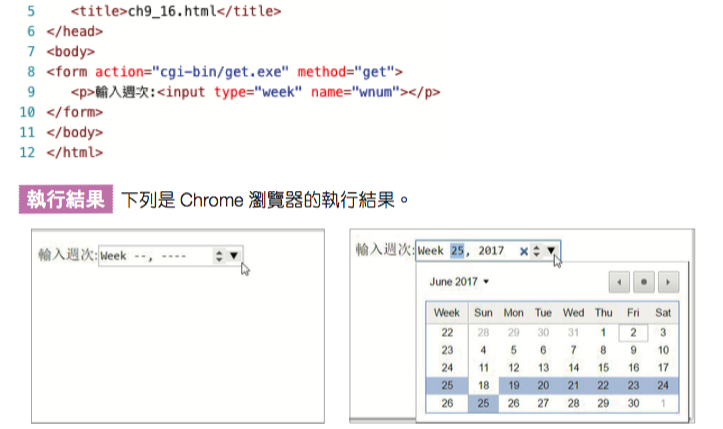 5 <title>ch9_16.html</title>
6 </head>
7 <body>
8 <form action="cgi-bin/get.exe" method="get">
9 <p>輸入週次:<input type="week" name="wnum"></p>
10 </form>
11 </body>
12 </html>
執行結果 下列是 Chrome 瀏覽器的執行結果。
輸入週次:Week --, ----
輸入週次:Week 25, 2017
June 2017
Week Sun Mon Tue Wed Thu Fri Sat
22 28 29 30 31 1 2 3
23 4 5 6 7 8 9 10
24 11 12 13 14 15 16 17
25 18 19 20 21 22 23 24
26 25 26 27 28 29 30 1